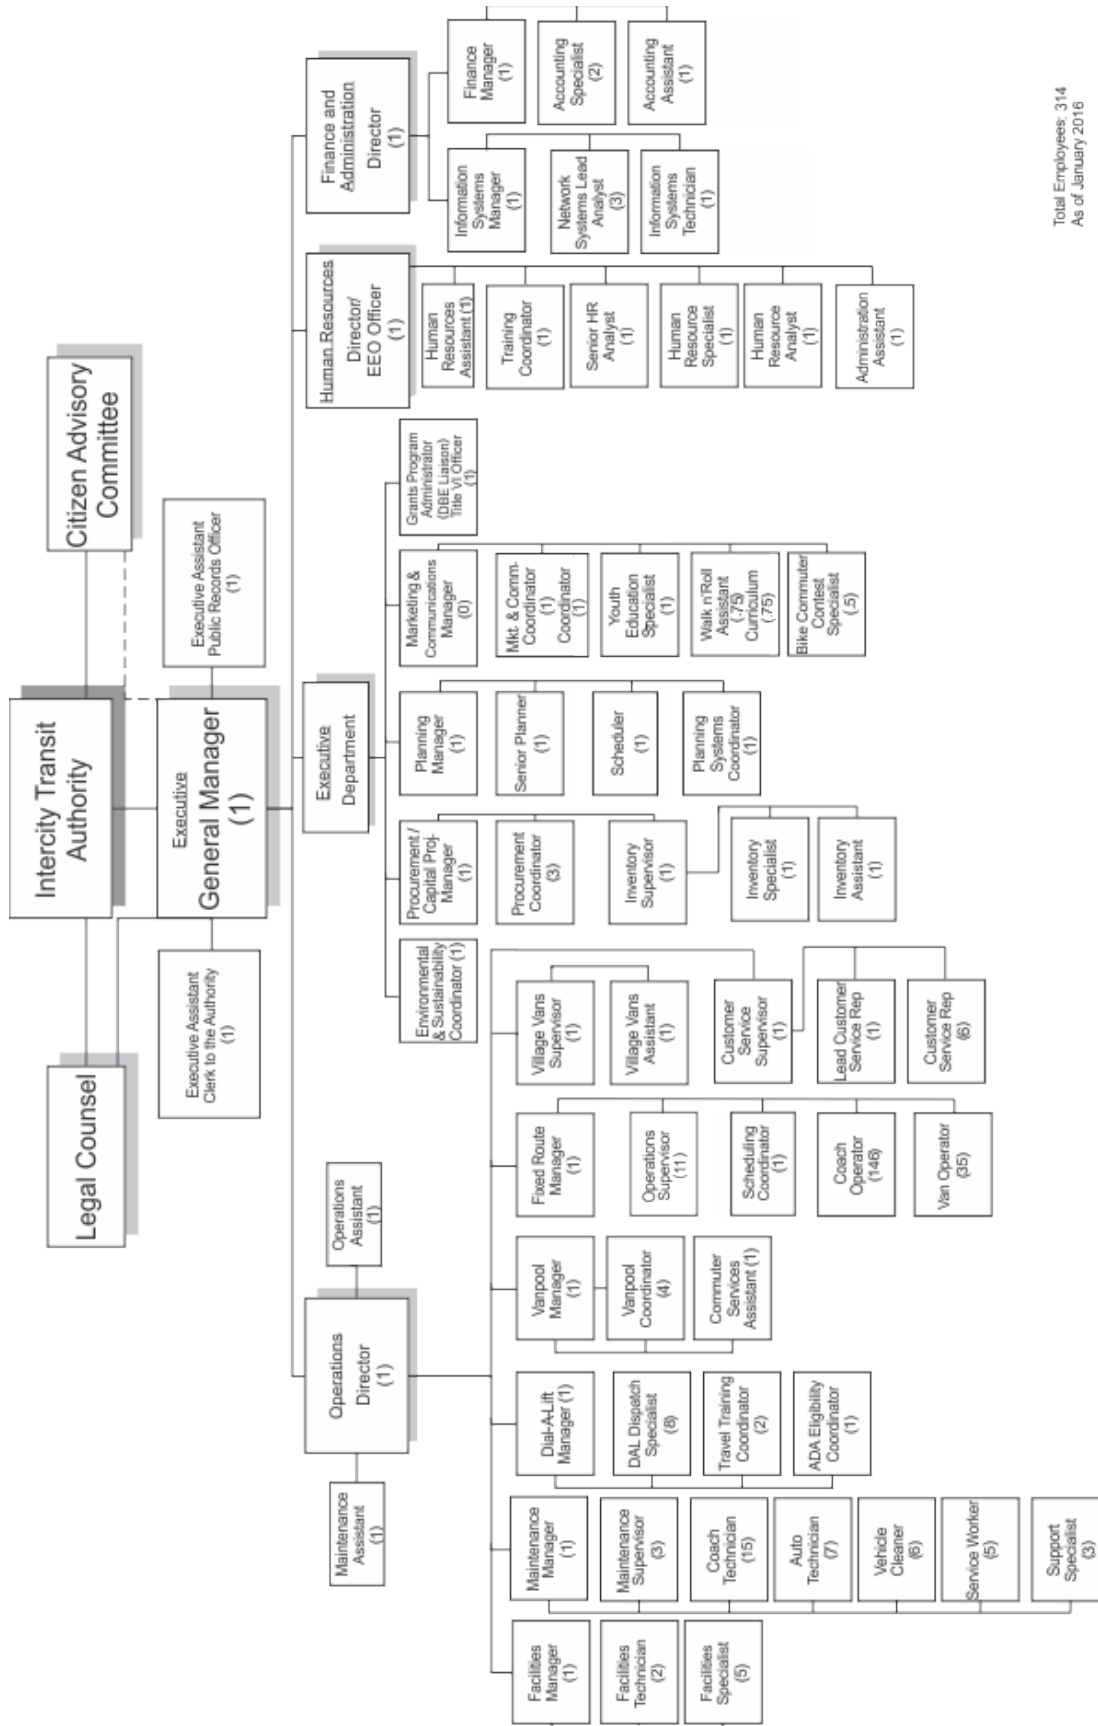 Intercity Transit
Authority
Legal Counsel
Citizen Advisory
Committee
Executive
General Manager
(1)
Executive Assistant
Clerk to the Authority
(1)
Executive Assistant
Public Records Officer
(1)
Operations
Director
(1)
Maintenance
Assistant
(1)
Operations
Assistant
(1)
Executive
Department
Human Resources
Director/
EEO Officer
(1)
Finance and
Administration
Director
(1)
Facilities
Manager
(1)
Facilities
Technician
(2)
Facilities
Specialist
(5)
Maintenance
Manager
(1)
Maintenance
Supervisor
(3)
Coach
Technician
(15)
Auto
Technician
(7)
Vehicle
Cleaner
(6)
Service Worker
(5)
Support
Specialist
(3)
Dial-A-Lift
Manager (1)
DAL Dispatch
Specialist
(8)
Travel Training
Coordinator
(2)
ADA Eligibility
Coordinator
(1)
Vanpool
Manager
(1)
Vanpool
Coordinator
(4)
Commuter
Services
Assistant (1)
Fixed Route
Manager
(1)
Operations
Supervisor
(11)
Scheduling
Coordinator
(1)
Coach
Operator
(146)
Van Operator
(35)
Village Vans
Supervisor
(1)
Village Vans
Assistant
(1)
Customer
Service
Supervisor
(1)
Lead Customer
Service Rep
(1)
Customer
Service Rep
(6)
Environmental
& Sustainability
Coordinator (1)
Procurement /
Capital Proj-
Manager
(1)
Procurement
Coordinator
(3)
Inventory
Supervisor
(1)
Inventory
Specialist
(1)
Inventory
Assistant
(1)
Planning
Manager
(1)
Senior Planner
(1)
Scheduler
(1)
Planning
Systems
Coordinator
(1)
Marketing &
Communications
Manager
(0)
Mkt. & Comm-
Coordinator
(1)
Coordinator
(1)
Youth
Education
Specialist
(1)
Walk n'Roll
Assistant
(.75)
Curriculum
(.75)
Bike Commuter
Contest
Specialist
(.5)
Grants Program
Administrator
(DBE Liaison)
Title VI Officer
(1)
Human
Resources
Assistant (1)
Training
Coordinator
(1)
Senior HR
Analyst
(1)
Human
Resource
Specialist
(1)
Human
Resource
Analyst
(1)
Administration
Assistant
(1)
Information
Systems
Manager
(1)
Network
Systems Lead
Analyst
(3)
Information
Systems
Technician
(1)
Finance
Manager
(1)
Accounting
Specialist
(2)
Accounting
Assistant
(1)
Total Employees: 314
As of January 2016